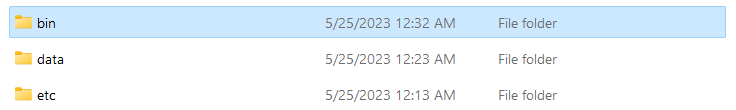 bin 5/25/2023 12:32 AM File folder
data 5/25/2023 12:23 AM File folder
etc 5/25/2023 12:13 AM File folder